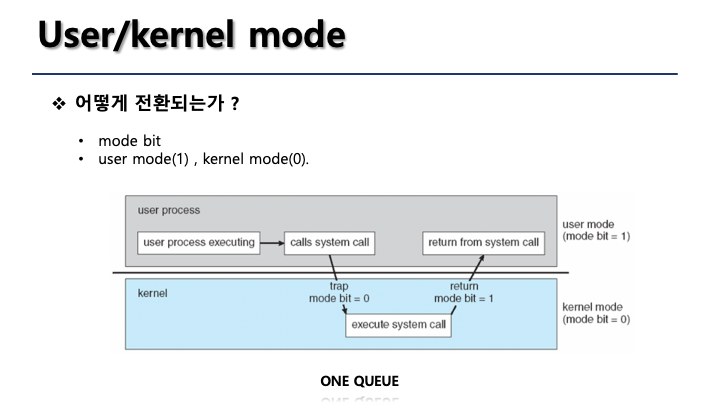 User/kernel mode
❖ 어떻게 전환되는가 ?
• mode bit
• user mode(1) , kernel mode(0).
user process
user process executing
calls system call
return from system call
user mode
(mode bit = 1)
trap
mode bit = 0
return
mode bit = 1
kernel
execute system call
kernel mode
(mode bit = 0)
ONE QUEUE